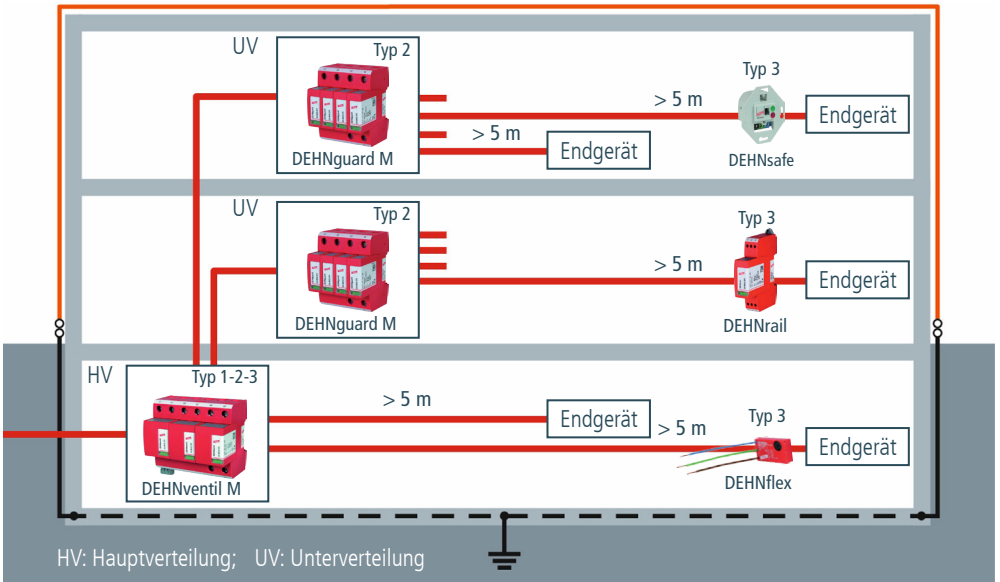 UV
Typ 2
DEHNguard M
> 5 m
> 5 m
Endgerät
Typ 3
DEHNsafe
Endgerät
UV
Typ 2
DEHNguard M
> 5 m
Typ 3
DEHNrail
Endgerät
HV
Typ 1-2-3
DEHNventil M
> 5 m
Endgerät
> 5 m
Typ 3
DEHNflex
Endgerät
HV: Hauptverteilung; UV: Unterverteilung